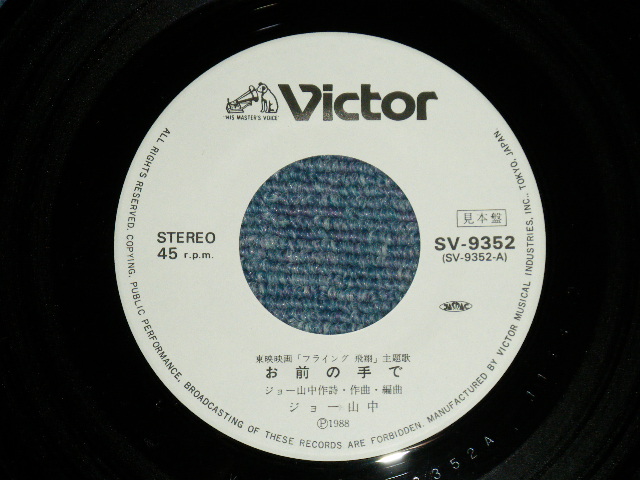 Victor
"HIS MASTER'S VOICE"
見本盤
STEREO
45 r.p.m.
SV-9352
(SV-9352-A)
東映映画「フライング 飛翔」主題歌
お前の手で
ジョー山中作詩・作曲・編曲
ジョー山中
Ⓟ1988
ALL RIGHTS RESERVED. COPYING, PUBLIC PERFORMANCE, BROADCASTING OF THESE RECORDS ARE FORBIDDEN. MANUFACTURED BY VICTOR MUSICAL INDUSTRIES, INC., TOKYO, JAPAN